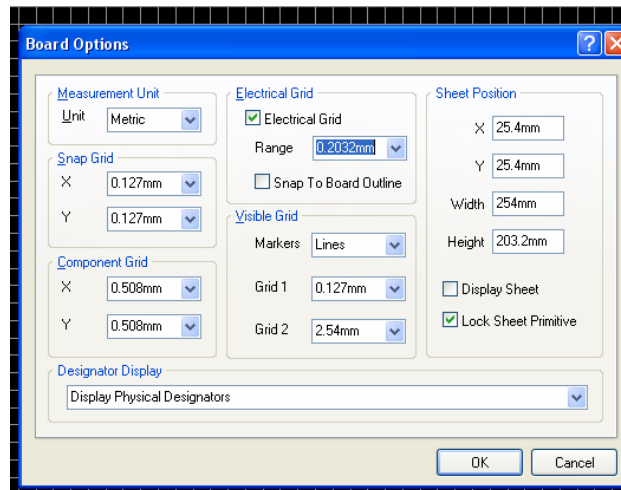 Board Options
Measurement Unit
Unit Metric
Snap Grid
X 0.127mm
Y 0.127mm
Component Grid
X 0.508mm
Y 0.508mm
Electrical Grid
Electrical Grid
Range 0.2032mm
Snap To Board Outline
Visible Grid
Markers Lines
Grid 1 0.127mm
Grid 2 2.54mm
Sheet Position
X 25.4mm
Y 25.4mm
Width 254mm
Height 203.2mm
Display Sheet
Lock Sheet Primitive
Designator Display
Display Physical Designators
OK Cancel